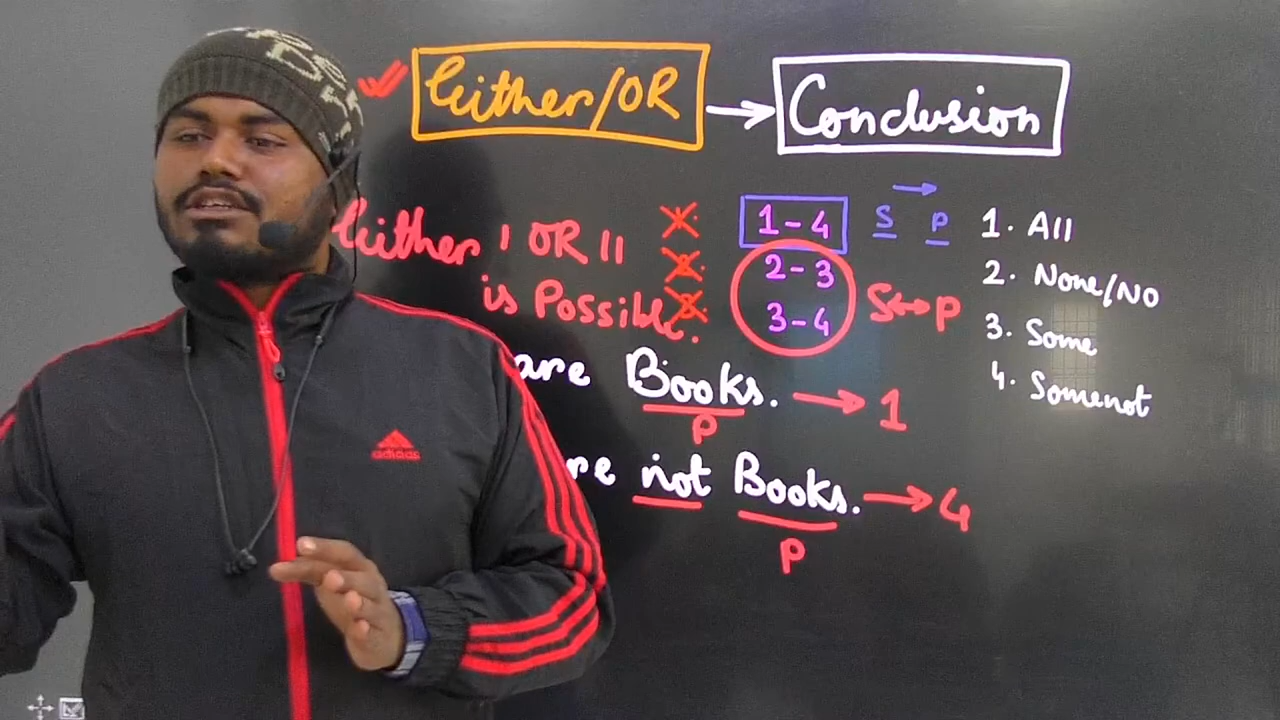 Either/OR → Conclusion
Either I OR II
is Possible.
1-4
2-3
3-4
S P
S↔P
1. All
2. None/No
3. Some
4. Somenot
are Books. → 1
P
re not Books. → 4
P
adidas